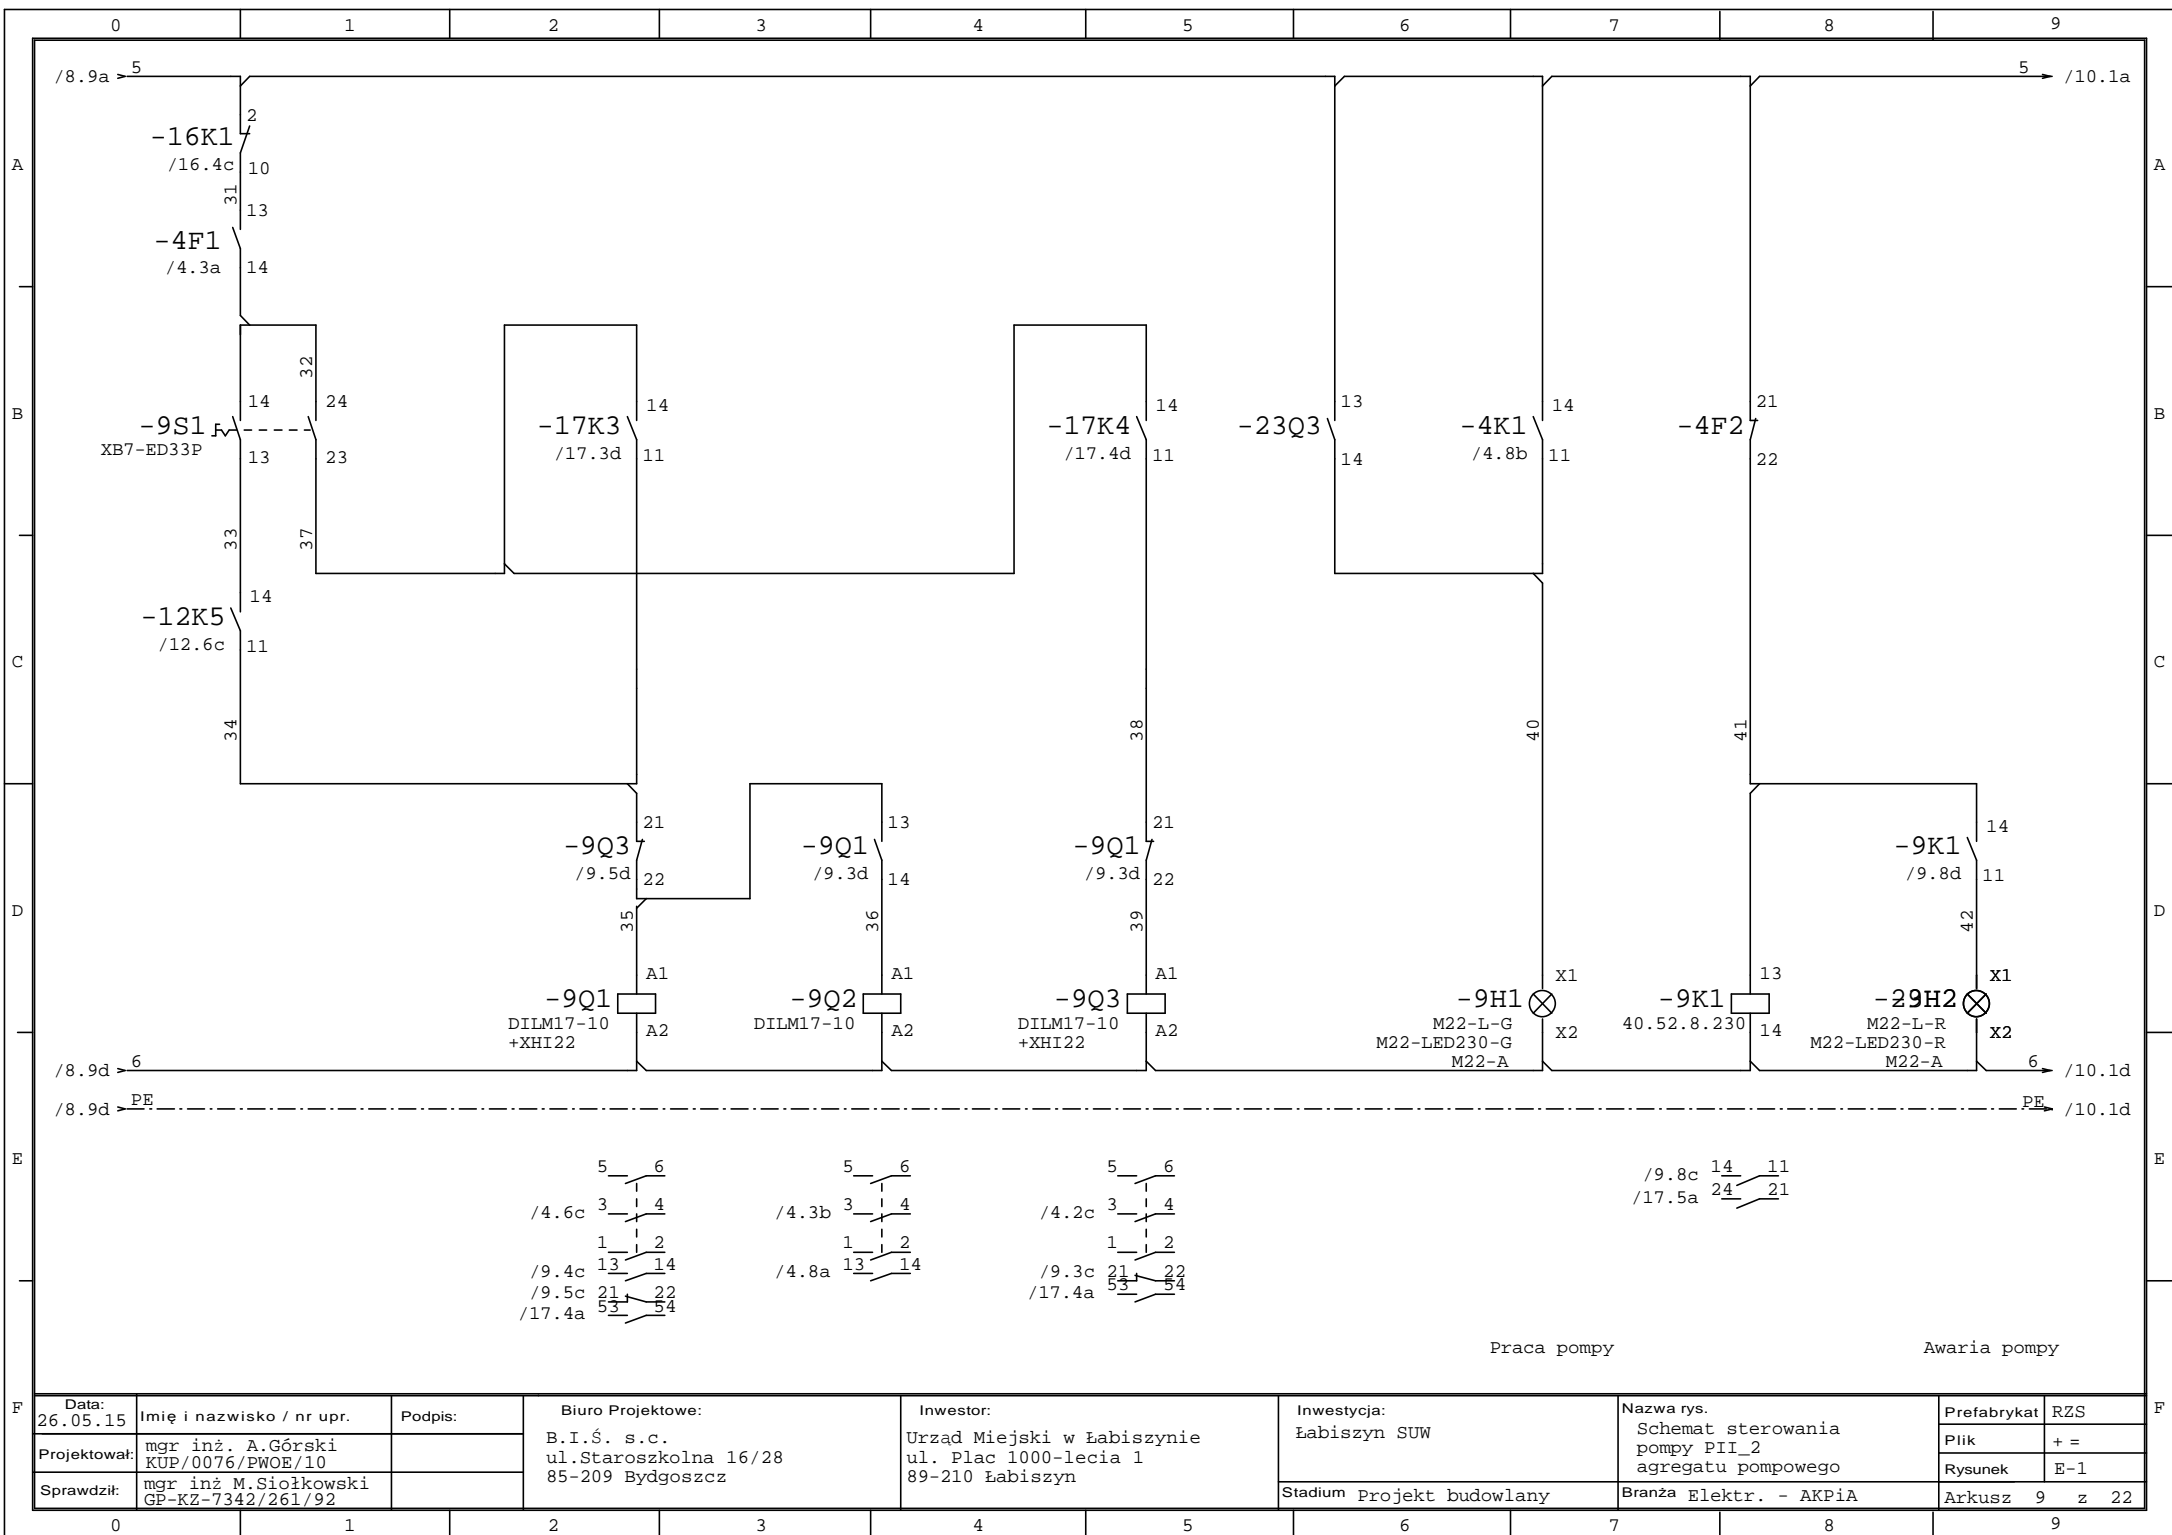 0 1 2 3 4 5 6 7 8 9
/8.9a 5 5 /10.1a
2
-16K1
/16.4c 10
A A
31
13
-4F1
/4.3a 14
32
14 24 14 14 13 14 21
B -9S1 -17K3 -17K4 -23Q3 -4K1 -4F2 B
XB7-ED33P /17.3d 11 /17.4d 11 /4.8b 11
13 23 14 22
33 37
14
-12K5
/12.6c 11
C C
34 38 40 41
21 13 21 14
-9Q3 -9Q1 -9Q1 -9K1
/9.5d 22 /9.3d 14 /9.3d 22 /9.8d 11
D D
35 36 39 42
A1 A1 A1 X1 13 X1
-9Q1 -9Q2 -9Q3 -9H1 -9K1
DILM17-10 DILM17-10 DILM17-10 M22-L-G 40.52.8.230 M22-L-R
A2 A2 A2 X2 14 X2
+XHI22 +XHI22 M22-LED230-G M22-LED230-R
M22-A M22-A
/8.9d 6 6 /10.1d
/8.9d PE PE /10.1d
E E
5 6 5 6 5 6 /9.8c 14 11
/17.5a 24 21
/4.6c 3 4 /4.3b 3 4 /4.2c 3 4
1 2 1 2 1 2
/9.4c 13 14 /4.8a 13 14 /9.3c 21 22
/9.5c 21 22 /17.4a 53 54
/17.4a 53 54
Praca pompy Awaria pompy
F F
Data:
26.05.15 Imię i nazwisko / nr upr. Podpis:
Projektował: mgr inż. A.Górski
KUP/0076/PWOE/10
Sprawdził: mgr inż M.Siołkowski
GP-KZ-7342/261/92
Biuro Projektowe:
B.I.Ś. s.c.
ul.Staroszkolna 16/28
85-209 Bydgoszcz
Inwestor:
Urząd Miejski w Łabiszynie
ul. Plac 1000-lecia 1
89-210 Łabiszyn
Inwestycja:
Łabiszyn SUW
Stadium Projekt budowlany
Nazwa rys.
Schemat sterowania
pompy PII_2
agregatu pompowego
Branża Elektr. - AKPiA
Prefabrykat RZS
Plik + =
Rysunek E-1
Arkusz 9 z 22
0 1 2 3 4 5 6 7 8 9